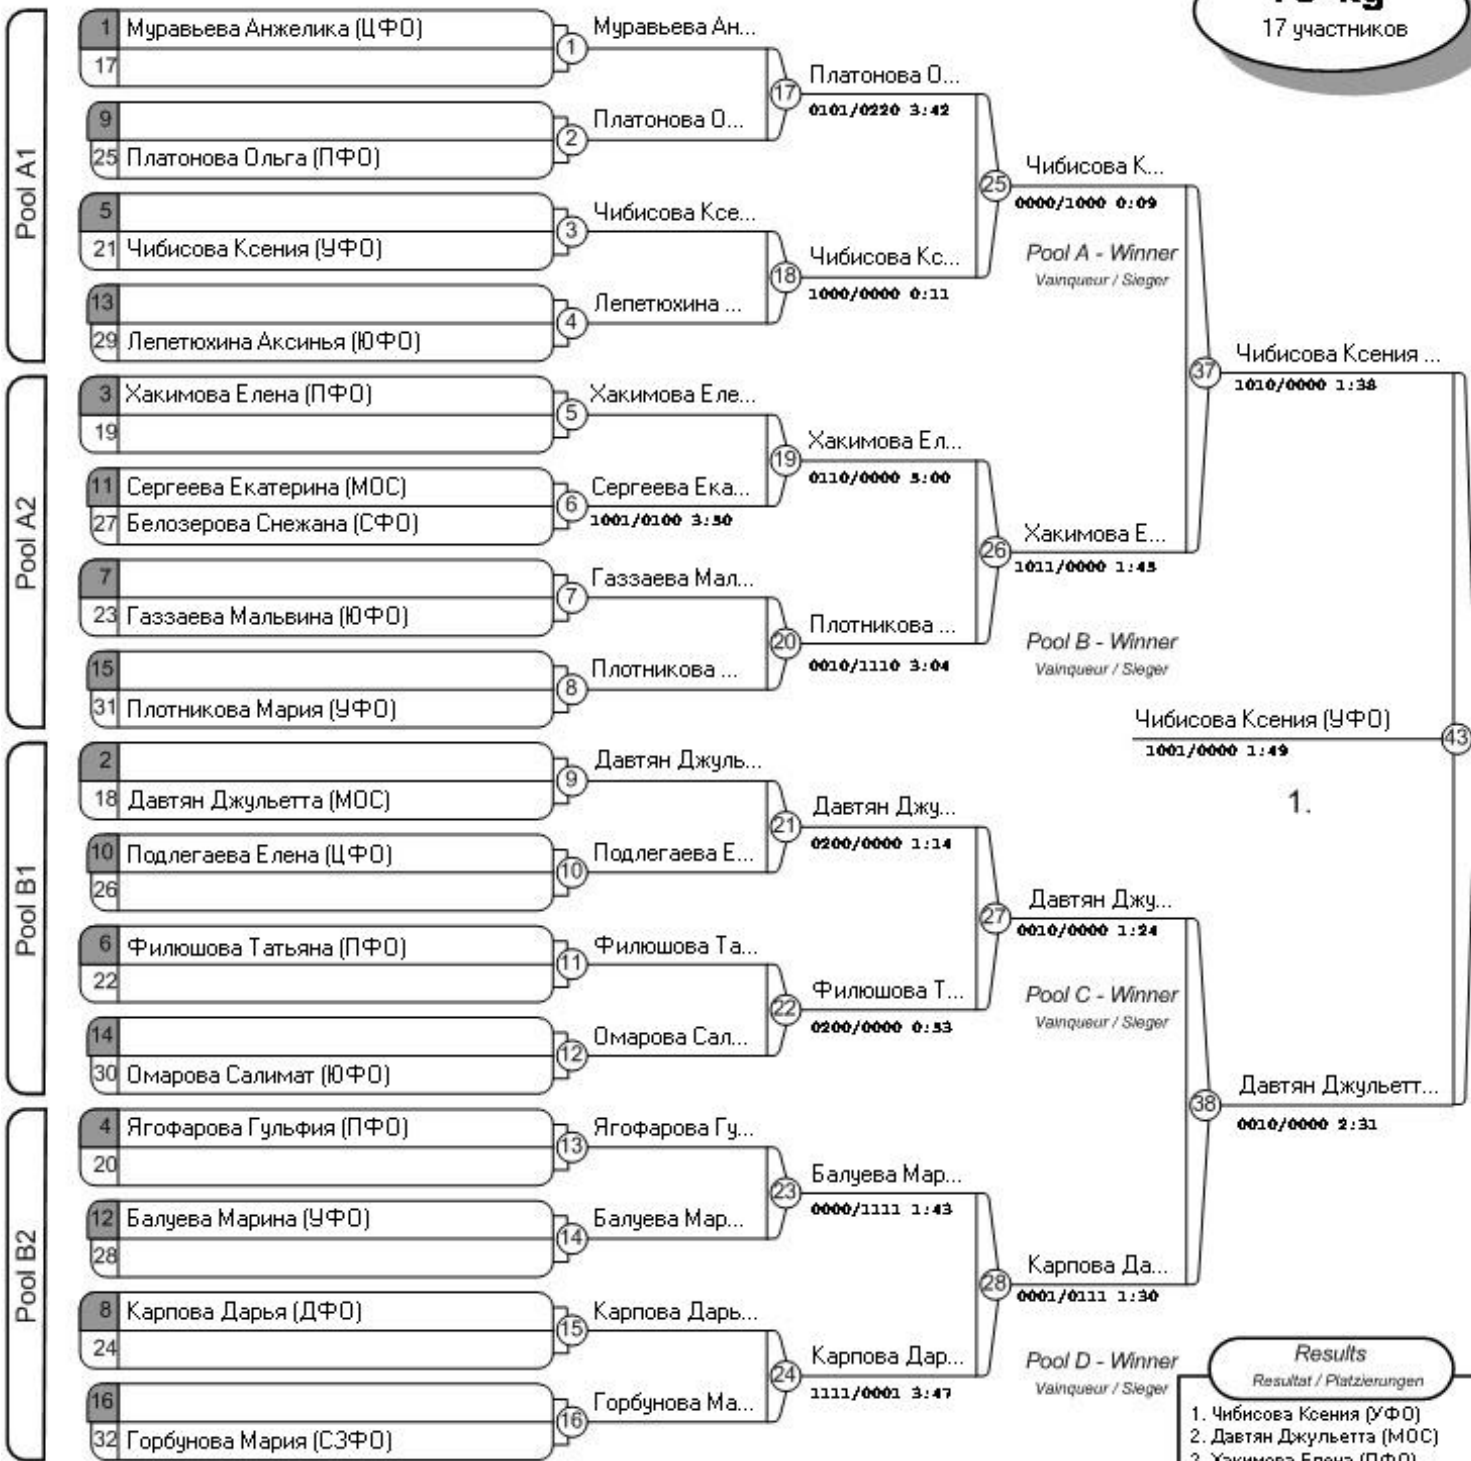 17 участников
Pool A1
1 Муравьева Анжелика (ЦФО)
17
9
25 Платонова Ольга (ПФО)
5
21 Чибисова Ксения (УФО)
13
29 Лепетюхина Аксинья (ЮФО)
Pool A2
3 Хакимова Елена (ПФО)
19
11 Сергеева Екатерина (МОС)
27 Белозерова Снежана (СФО)
7
23 Газзаева Мальвина (ЮФО)
15
31 Плотникова Мария (УФО)
Pool B1
2
18 Давтян Джульетта (МОС)
10 Подлегаева Елена (ЦФО)
26
6 Филюшова Татьяна (ПФО)
22
14
30 Омарова Салимат (ЮФО)
Pool B2
4 Ягофарова Гульфия (ПФО)
20
12 Балуева Марина (УФО)
28
8 Карпова Дарья (ДФО)
24
16
32 Горбунова Мария (СЗФО)
1 Муравьева Ан...
2 Платонова О...
3 Чибисова Ксе...
4 Лепетюхина ...
5 Хакимова Еле...
6 Сергеева Ека...
1001/0100 3:50
7 Газзаева Мал...
8 Плотникова ...
9 Давтян Джуль...
10 Подлегаева Е...
11 Филюшова Та...
12 Омарова Сал...
13 Ягофарова Гу...
14 Балуева Мар...
15 Карпова Дарь...
16 Горбунова Ма...
17 Платонова О...
0101/0220 3:42
18 Чибисова Кс...
1000/0000 0:11
19 Хакимова Ел...
0110/0000 5:00
20 Плотникова ...
0010/1110 3:04
21 Давтян Джу...
0200/0000 1:14
22 Филюшова Т...
0200/0000 0:53
23 Балуева Мар...
0000/1111 1:43
24 Карпова Дар...
1111/0001 3:47
25 Чибисова К...
0000/1000 0:09
Pool A - Winner
Vainqueur / Sieger
26 Хакимова Е...
1011/0000 1:45
Pool B - Winner
Vainqueur / Sieger
27 Давтян Джу...
0010/0000 1:24
Pool C - Winner
Vainqueur / Sieger
28 Карпова Да...
0001/0111 1:30
Pool D - Winner
Vainqueur / Sieger
37 Чибисова Ксения ...
1010/0000 1:38
38 Давтян Джульетт...
0010/0000 2:31
Чибисова Ксения (УФО) 43
1001/0000 1:49
1.
Results
Resultat / Platzierungen
1. Чибисова Ксения (УФО)
2. Давтян Джульетта (МОС)
3. Хакимова Елена (ПФО)